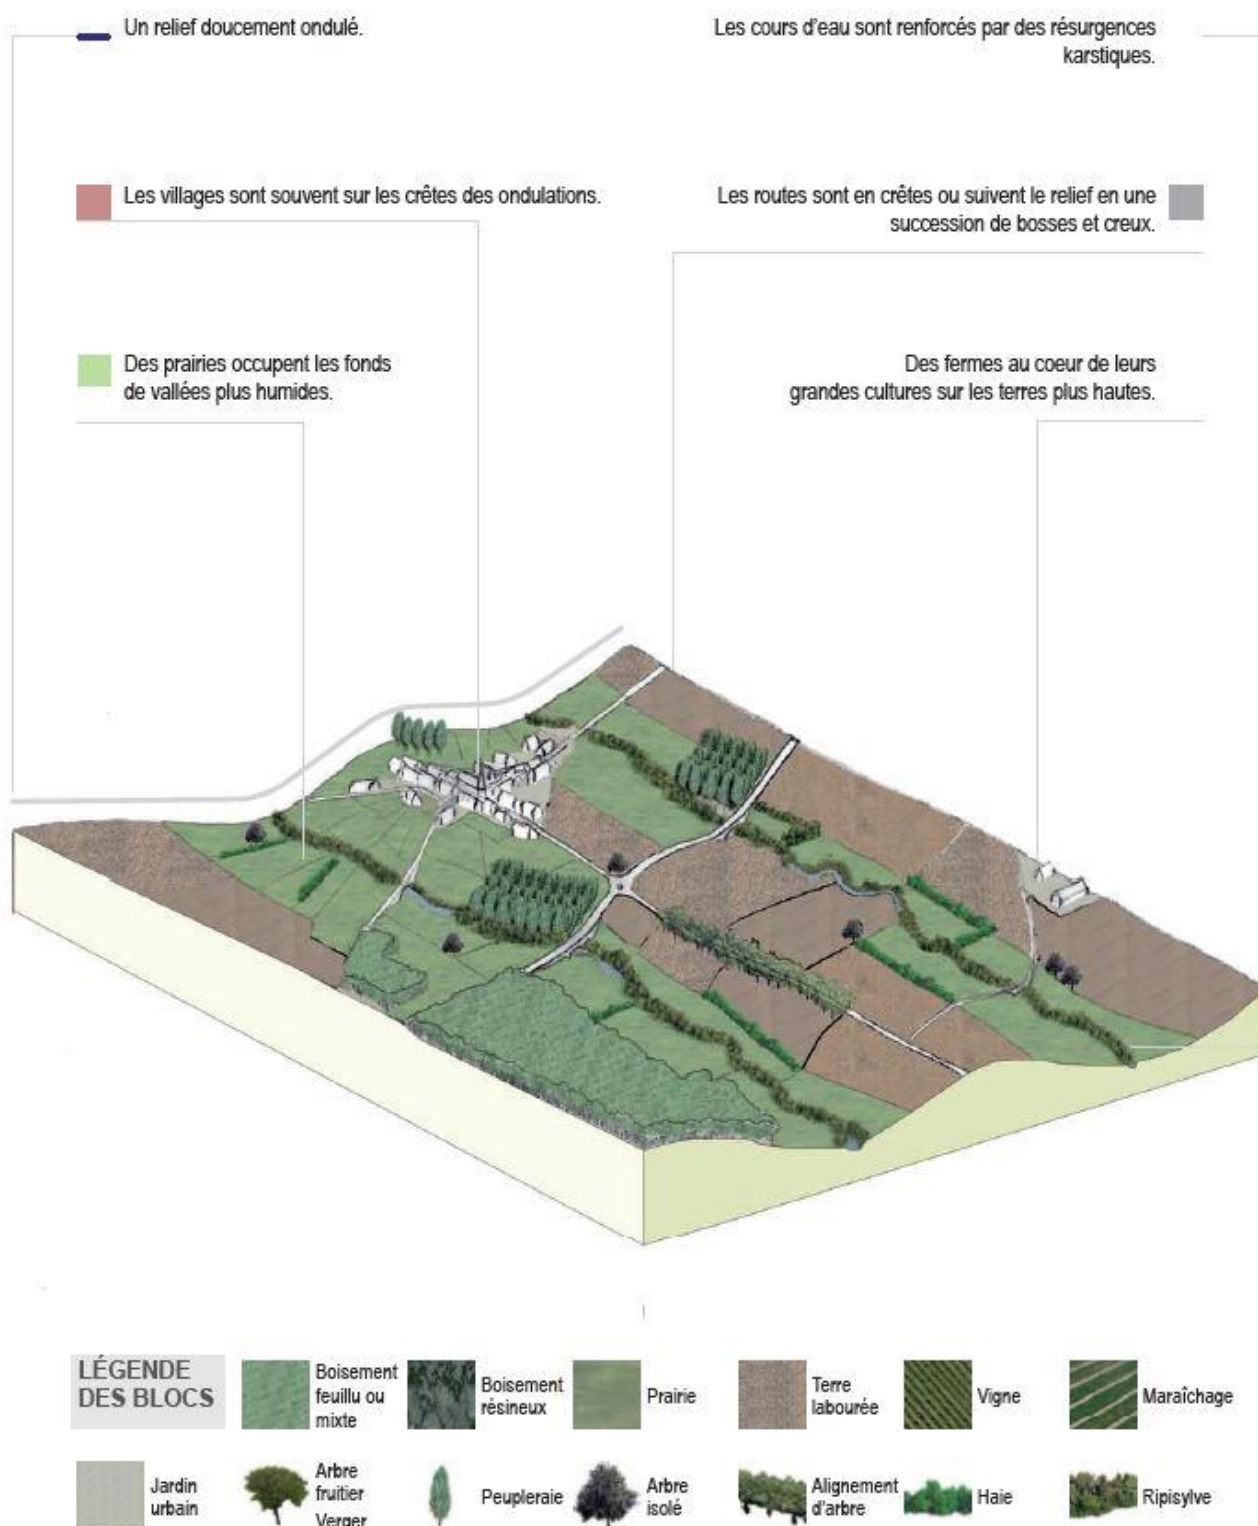 Un relief doucement ondulé.
Les cours d'eau sont renforcés par des résurgences
karstiques.
Les villages sont souvent sur les crêtes des ondulations.
Les routes sont en crêtes ou suivent le relief en une
succession de bosses et creux.
Des prairies occupent les fonds
de vallées plus humides.
Des fermes au coeur de leurs
grandes cultures sur les terres plus hautes.
LÉGENDE
DES BLOCS
Boisement
feuillu ou
mixte
Boisement
résineux
Prairie
Terre
labourée
Vigne
Maraîchage
Jardin
urbain
Arbre
fruitier
Verger
Peupleraie
Arbre
isolé
Alignement
d'arbre
Haie
Ripisylve